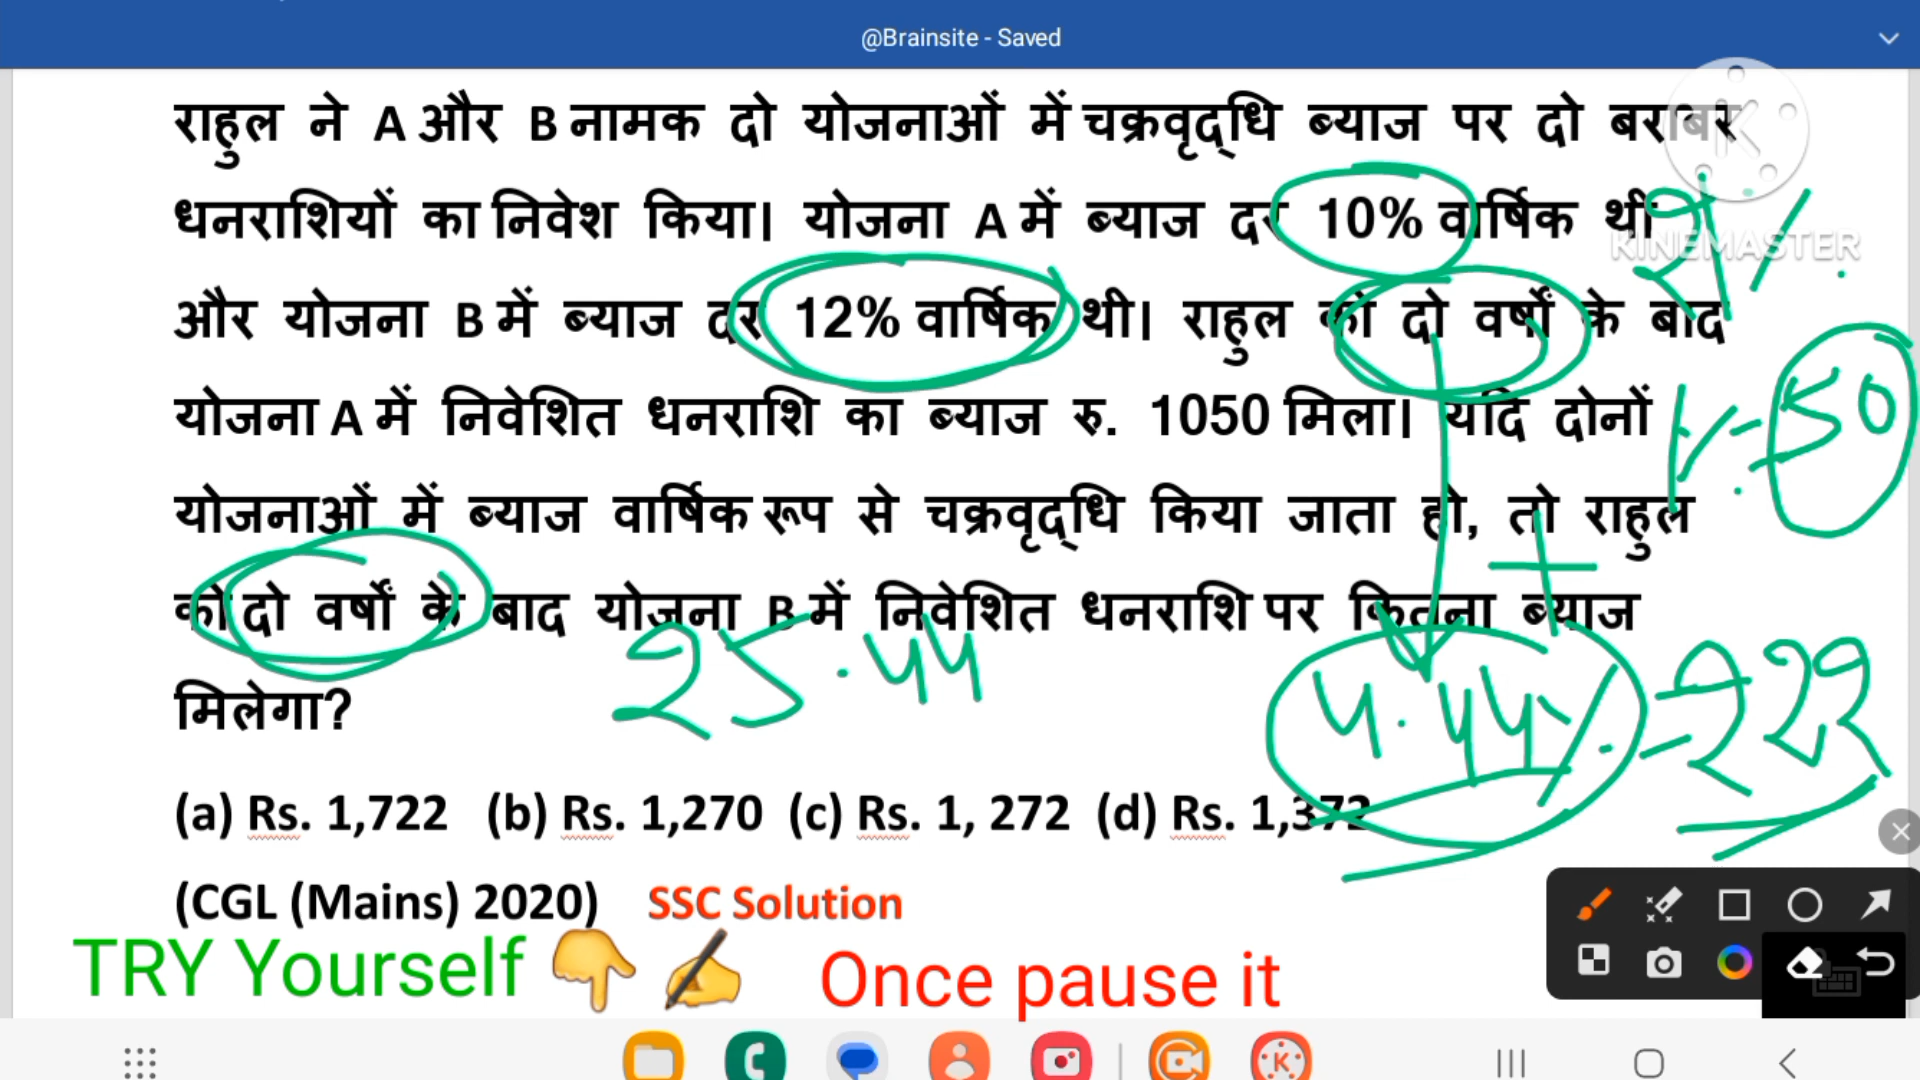 @Brainsite - Saved
राहुल ने A और B नामक दो योजनाओं में चक्रवृद्धि ब्याज पर दो बराबर
धनराशियों का निवेश किया। योजना A में ब्याज दर 10% वार्षिक थी
KINEMASTER
21%
और योजना B में ब्याज दर 12% वार्षिक थी। राहुल को दो वर्षों के बाद
योजना A में निवेशित धनराशि का ब्याज रु. 1050 मिला। यदि दोनों
50
योजनाओं में ब्याज वार्षिक रूप से चक्रवृद्धि किया जाता हो, तो राहुल
को दो वर्षों के बाद योजना B में निवेशित धनराशि पर कितना ब्याज
25.44
मिलेगा?
4.44% = 222
(a) Rs. 1,722 (b) Rs. 1,270 (c) Rs. 1, 272 (d) Rs. 1,372
(CGL (Mains) 2020) SSC Solution
TRY Yourself 👇 ✍ Once pause it